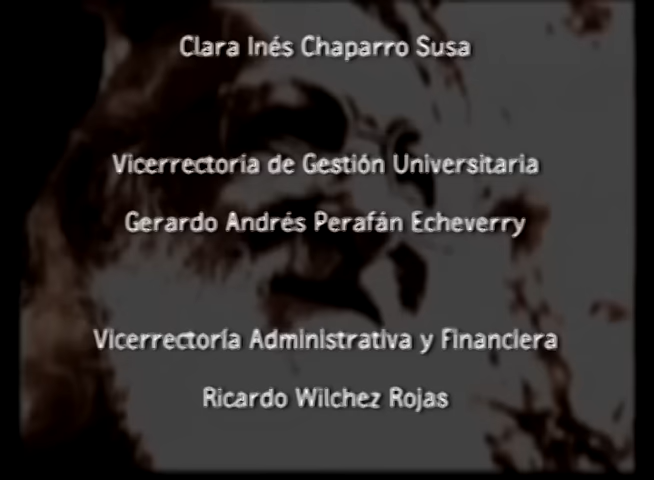 Clara Inés Chaparro Susa
Vicerrectoría de Gestión Universitaria
Gerardo Andrés Perafán Echeverry
Vicerrectoría Administrativa y Financiera
Ricardo Wilchez Rojas